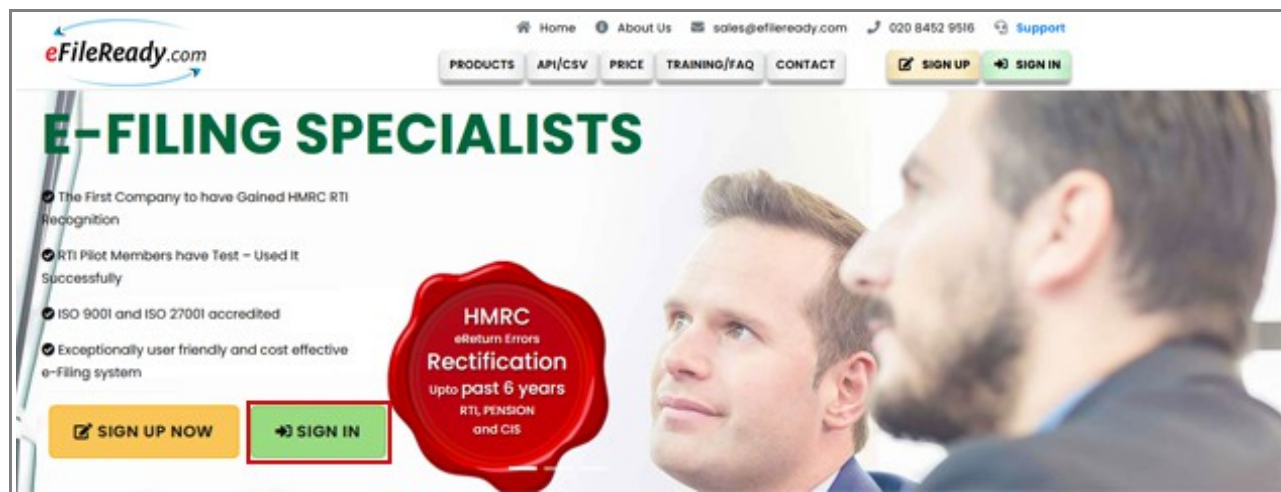 eFileReady.com
Home About Us sales@efileready.com 020 8452 9516 Support
PRODUCTS API/CSV PRICE TRAINING/FAQ CONTACT SIGN UP SIGN IN
E-FILING SPECIALISTS
The First Company to have Gained HMRC RTI
Recognition
RTI Pilot Members have Test – Used It
Successfully
ISO 9001 and ISO 27001 accredited
Exceptionally user friendly and cost effective
e-Filing system
SIGN UP NOW SIGN IN
HMRC
eReturn Errors
Rectification
Upto past 6 years
RTI, PENSION
and CIS